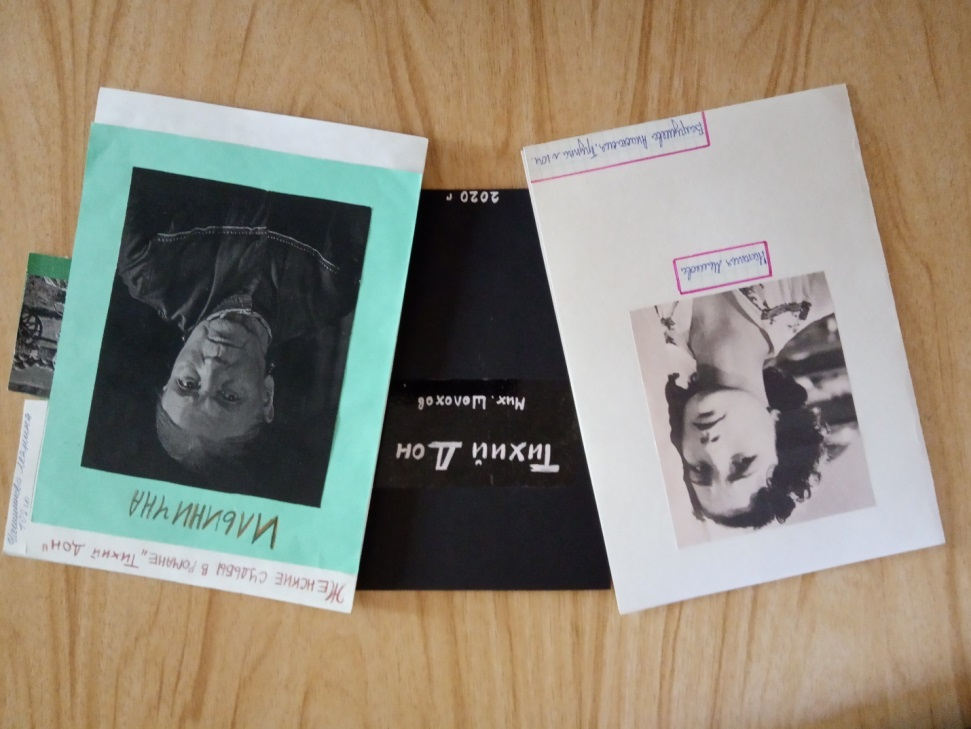 Женские судьбы в романе „Тихий Дон“
Ильинична
Тихий Дон
Мих. Шолохов
2020 г
Наталья Мелехова